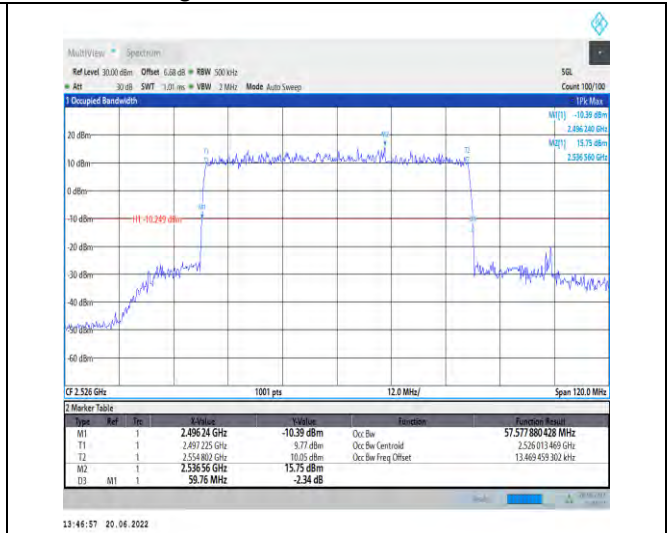 MultiView Spectrum
Ref Level 30.00 dBm Offset 6.68 dB RBW 500 kHz SGL
Att 30 dB SWT 1.01 ms VBW 2 MHz Mode Auto Sweep Count 100/100
1 Occupied Bandwidth 1Pk Max
M1[1] -10.39 dBm
2.496 240 GHz
M2[1] 15.75 dBm
2.536 560 GHz
20 dBm
10 dBm
0 dBm
-10 dBm H1 -10.249 dBm
-20 dBm
-30 dBm
-40 dBm
-50 dBm
-60 dBm
T1
T2
M2
M1
CF 2.526 GHz 1001 pts 12.0 MHz/ Span 120.0 MHz
2 Marker Table
Type Ref Trc X-Value Y-Value Function Function Result
M1 1 2.496 24 GHz -10.39 dBm Occ Bw 57.577 880 428 MHz
T1 1 2.497 225 GHz 9.77 dBm Occ Bw Centroid 2.526 013 469 GHz
T2 1 2.554 802 GHz 10.05 dBm Occ Bw Freq Offset 13.469 459 302 kHz
M2 1 2.536 56 GHz 15.75 dBm
D3 M1 1 59.76 MHz -2.34 dB
13:46:57 20.06.2022